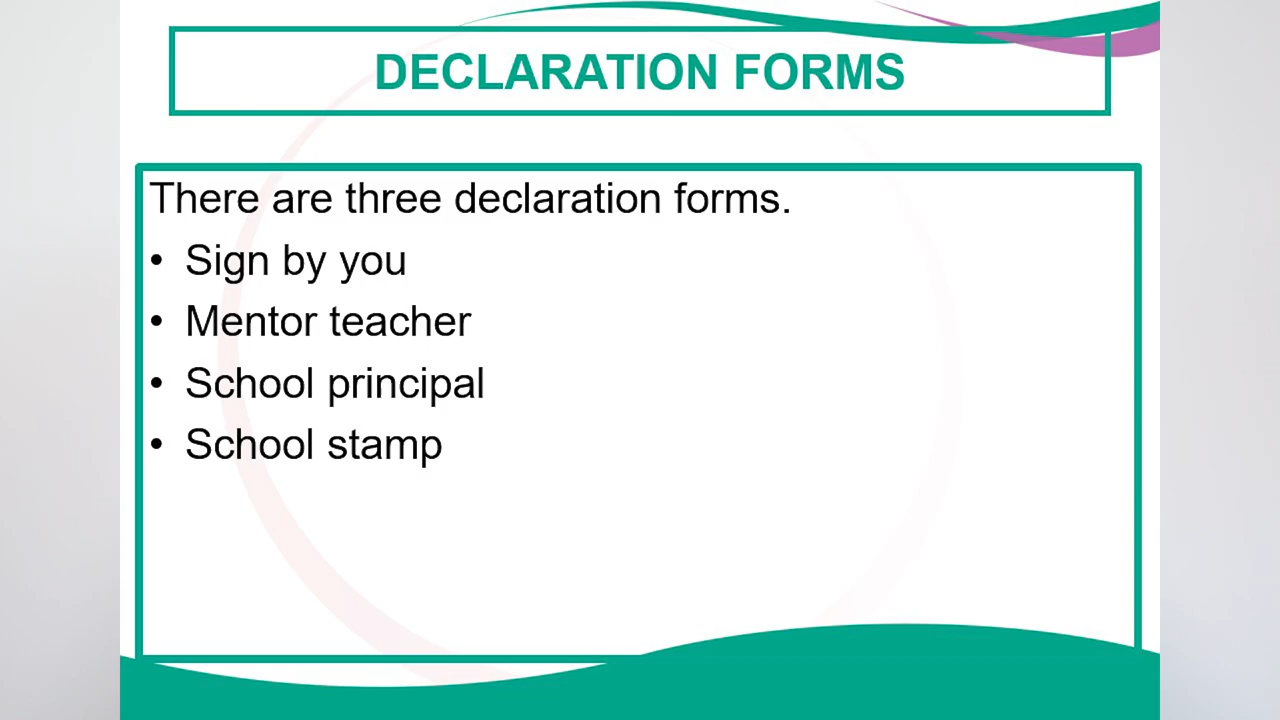 DECLARATION FORMS
There are three declaration forms.
• Sign by you
• Mentor teacher
• School principal
• School stamp